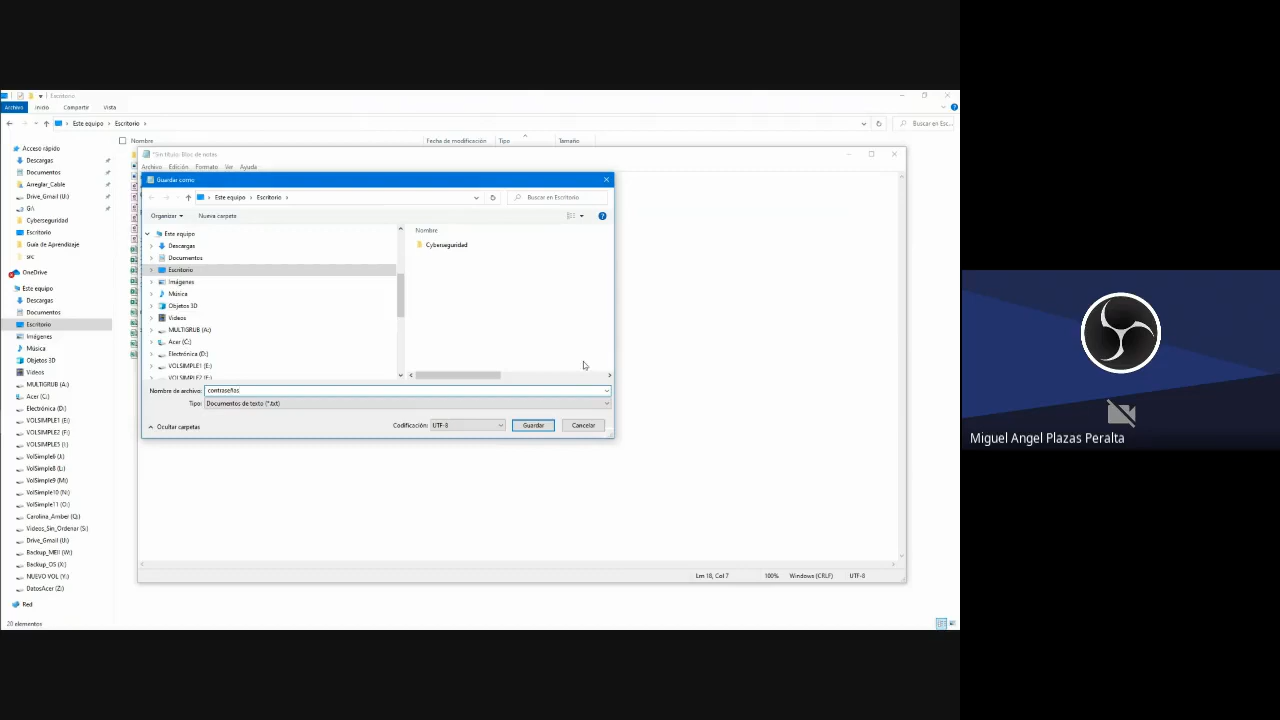 Escritorio
Archivo Inicio Compartir Vista
Este equipo › Escritorio ›
Buscar en Esc...
Nombre Fecha de modificación Tipo Tamaño
Acceso rápido
Descargas
Documentos
Arreglar_Cable
Drive_Gmail (U:)
G:\
Cyberseguridad
Escritorio
Guía de Aprendizaje
src
OneDrive
Este equipo
Descargas
Documentos
Escritorio
Imágenes
Música
Objetos 3D
Videos
MULTIGRUB (A:)
Acer (C:)
Electrónica (D:)
VOLSIMPLE1 (E:)
VOLSIMPLE2 (F:)
VOLSIMPLE5 (I:)
VolSimple6 (J:)
VolSimple8 (L:)
VolSimple9 (M:)
VolSimple10 (N:)
VolSimple11 (O:)
Carolina_Amber (Q:)
Videos_Sin_Ordenar (S:)
Drive_Gmail (U:)
Backup_MEII (W:)
Backup_OS (X:)
NUEVO VOL (Y:)
DatosAcer (Z:)
Red
20 elementos
*Sin título: Bloc de notas
Archivo Edición Formato Ver Ayuda
Guardar como
Este equipo › Escritorio ›
Buscar en Escritorio
Organizar Nueva carpeta
Este equipo
Descargas
Documentos
Escritorio
Imágenes
Música
Objetos 3D
Videos
MULTIGRUB (A:)
Acer (C:)
Electrónica (D:)
VOLSIMPLE1 (E:)
VOLSIMPLE2 (F:)
Nombre
Cyberseguridad
Nombre de archivo: contraseñas
Tipo: Documentos de texto (*.txt)
Ocultar carpetas
Codificación: UTF-8
Guardar
Cancelar
Lín 18, Col 7 100% Windows (CRLF) UTF-8
Miguel Angel Plazas Peralta